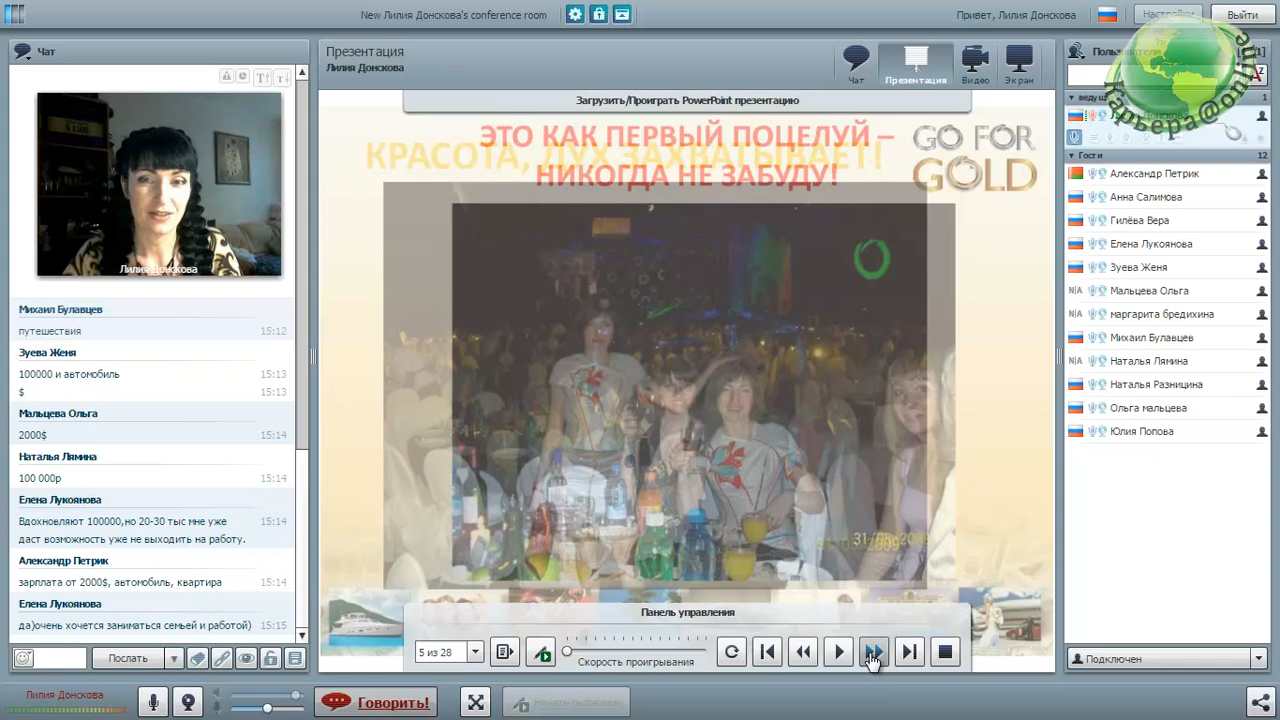 New Лилия Донскова's conference room
Привет, Лилия Донскова
Настройки
Выйти
Чат
Лилия Донскова
Михаил Булавцев
путешествия 15:12
Зуева Женя
100000 и автомобиль 15:13
$ 15:13
Мальцева Ольга
2000$ 15:14
Наталья Лямина
100 000р 15:14
Елена Лукоянова
Вдохновляют 100000,но 20-30 тыс мне уже 15:14
даст возможность уже не выходить на работу.
Александр Петрик
зарплата от 2000$, автомобиль, квартира 15:14
Елена Лукоянова
да)очень хочется заниматься семьей и работой) 15:15
Послать
Презентация
Лилия Донскова
Чат
Презентация
Видео
Экран
Загрузить/Проиграть PowerPoint презентацию
ЭТО КАК ПЕРВЫЙ ПОЦЕЛУЙ –
КРАСОТА, ДУХ ЗАХВАТЫВАЕТ!
НИКОГДА НЕ ЗАБУДУ!
GO FOR
GOLD
Панель управления
5 из 28
Скорость проигрывания
Пользователи
карьера@online
ведущ 1
Гости 12
Александр Петрик
Анна Салимова
Гилёва Вера
Елена Лукоянова
Зуева Женя
N/A Мальцева Ольга
N/A маргарита бредихина
Михаил Булавцев
N/A Наталья Лямина
Наталья Разницина
Ольга мальцева
Юлия Попова
Подключен
Лилия Донскова
Говорить!